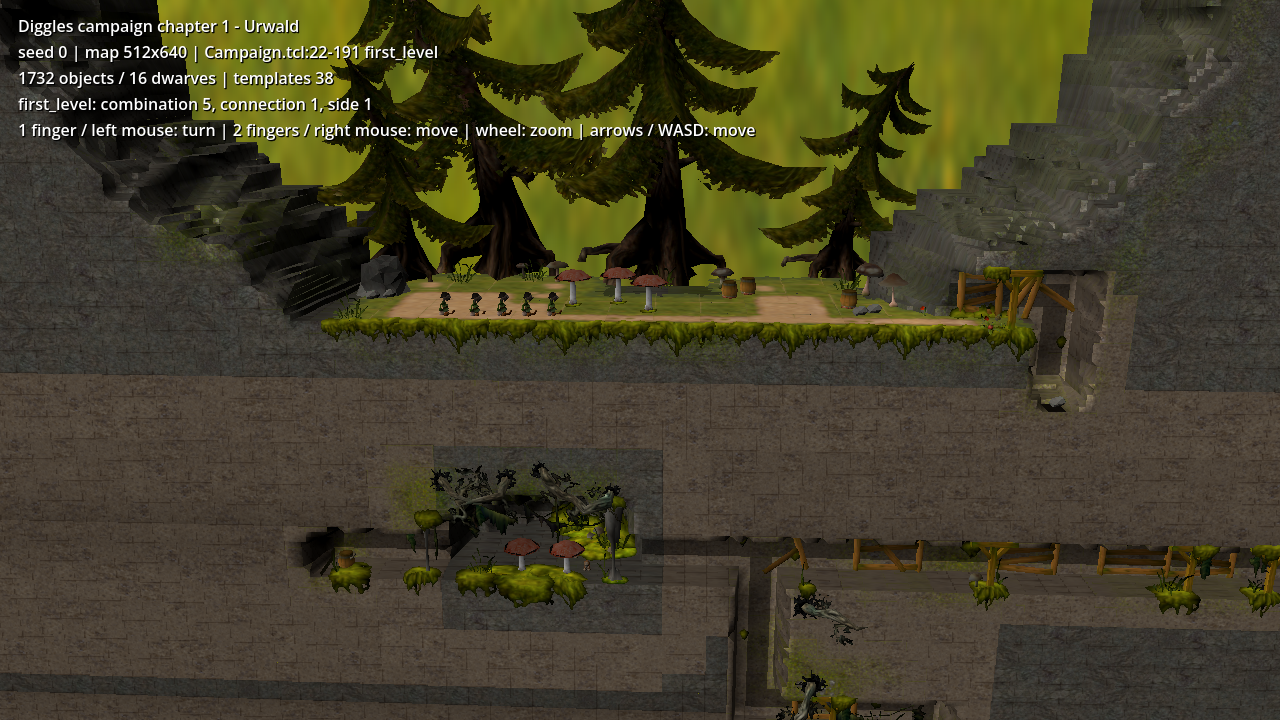 Diggles campaign chapter 1 - Urwald
seed 0 | map 512x640 | Campaign.tcl:22-191 first_level
1732 objects / 16 dwarves | templates 38
first_level: combination 5, connection 1, side 1
1 finger / left mouse: turn | 2 fingers / right mouse: move | wheel: zoom | arrows / WASD: move